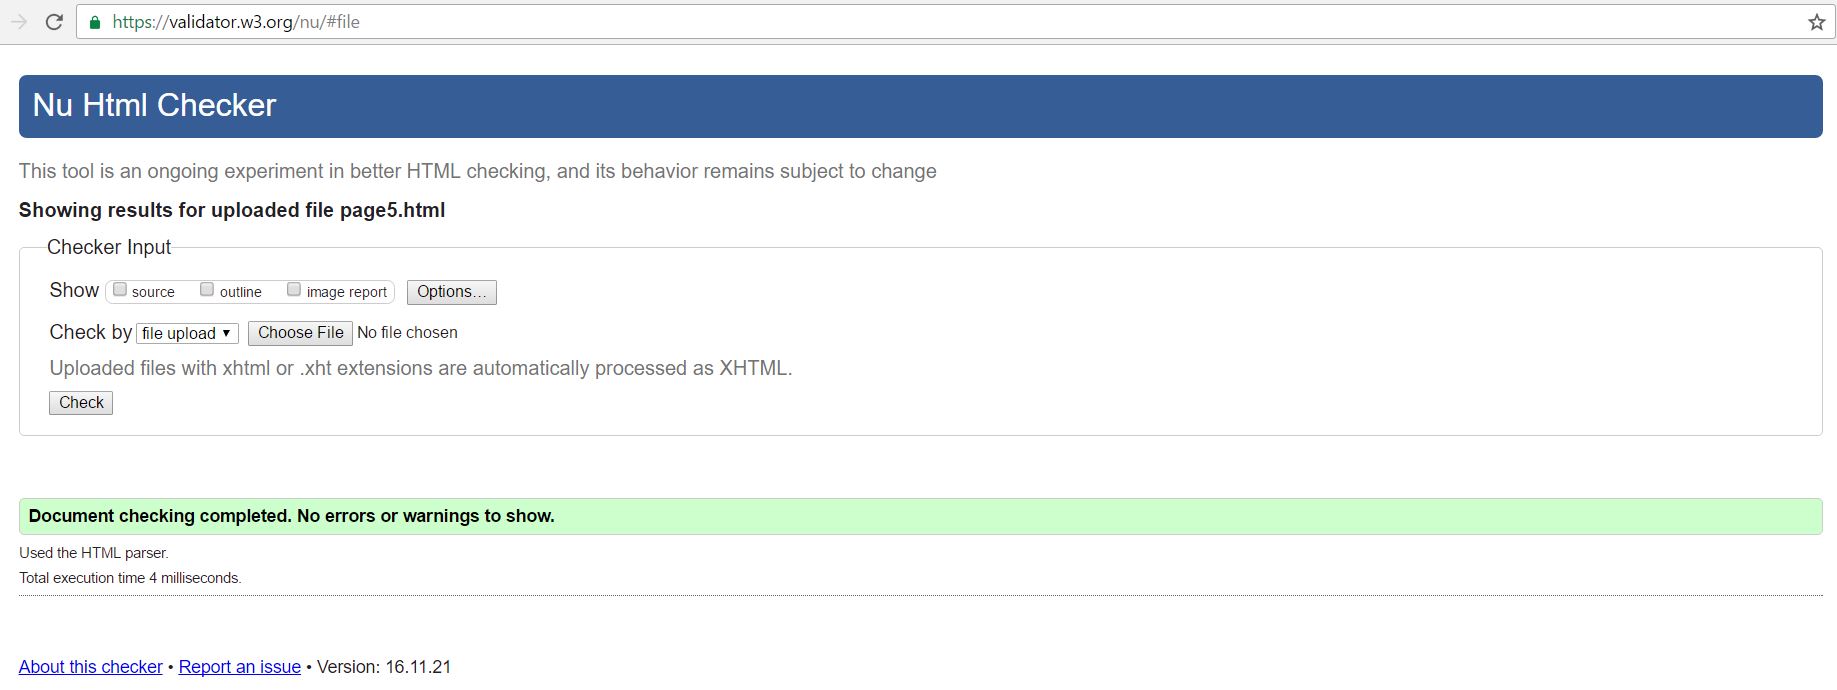 https://validator.w3.org/nu/#file
Nu Html Checker
This tool is an ongoing experiment in better HTML checking, and its behavior remains subject to change
Showing results for uploaded file page5.html
Checker Input
Show source outline image report Options...
Check by file upload ▼ Choose File No file chosen
Uploaded files with xhtml or .xht extensions are automatically processed as XHTML.
Check
Document checking completed. No errors or warnings to show.
Used the HTML parser.
Total execution time 4 milliseconds.
About this checker • Report an issue • Version: 16.11.21